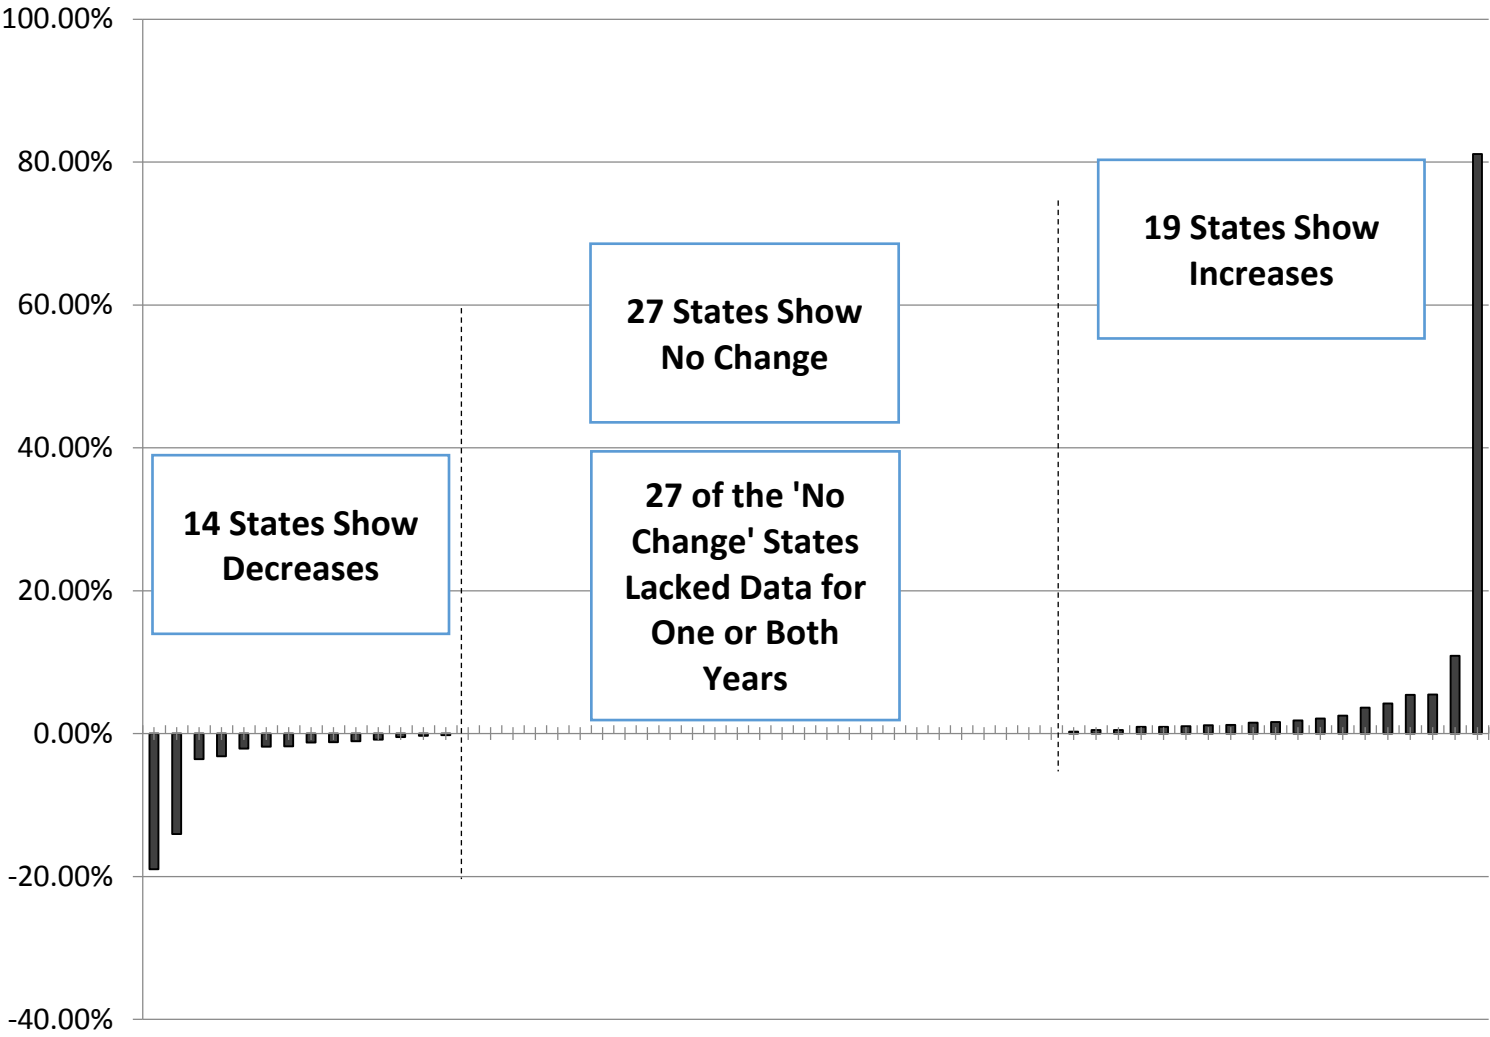 100.00%
80.00%
60.00%
40.00%
20.00%
0.00%
-20.00%
-40.00%
14 States Show
Decreases
27 States Show
No Change
27 of the 'No
Change' States
Lacked Data for
One or Both
Years
19 States Show
Increases